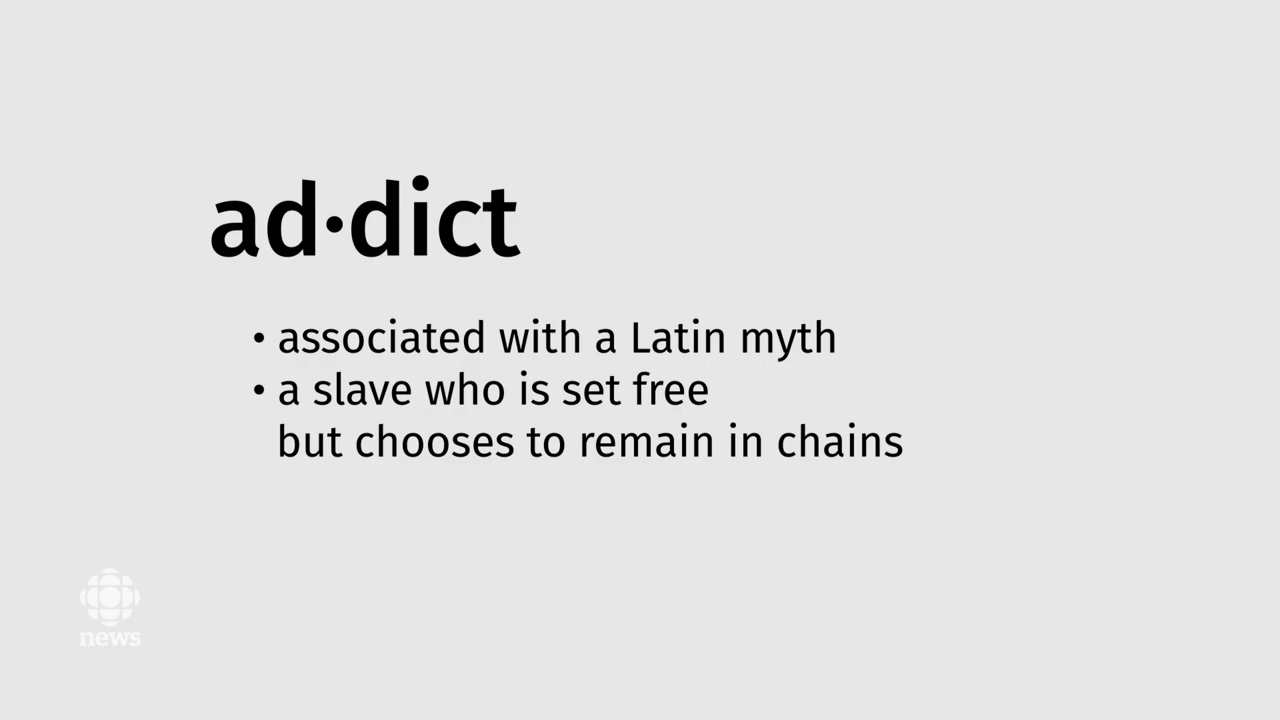 ad·dict
• associated with a Latin myth
• a slave who is set free
but chooses to remain in chains
news